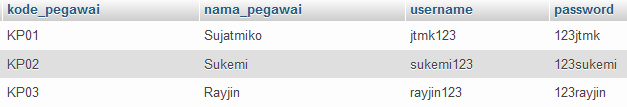 kode_pegawai nama_pegawai username password
KP01 Sujatmiko jtmk123 123jtmk
KP02 Sukemi sukemi123 123sukemi
KP03 Rayjin rayjin123 123rayjin